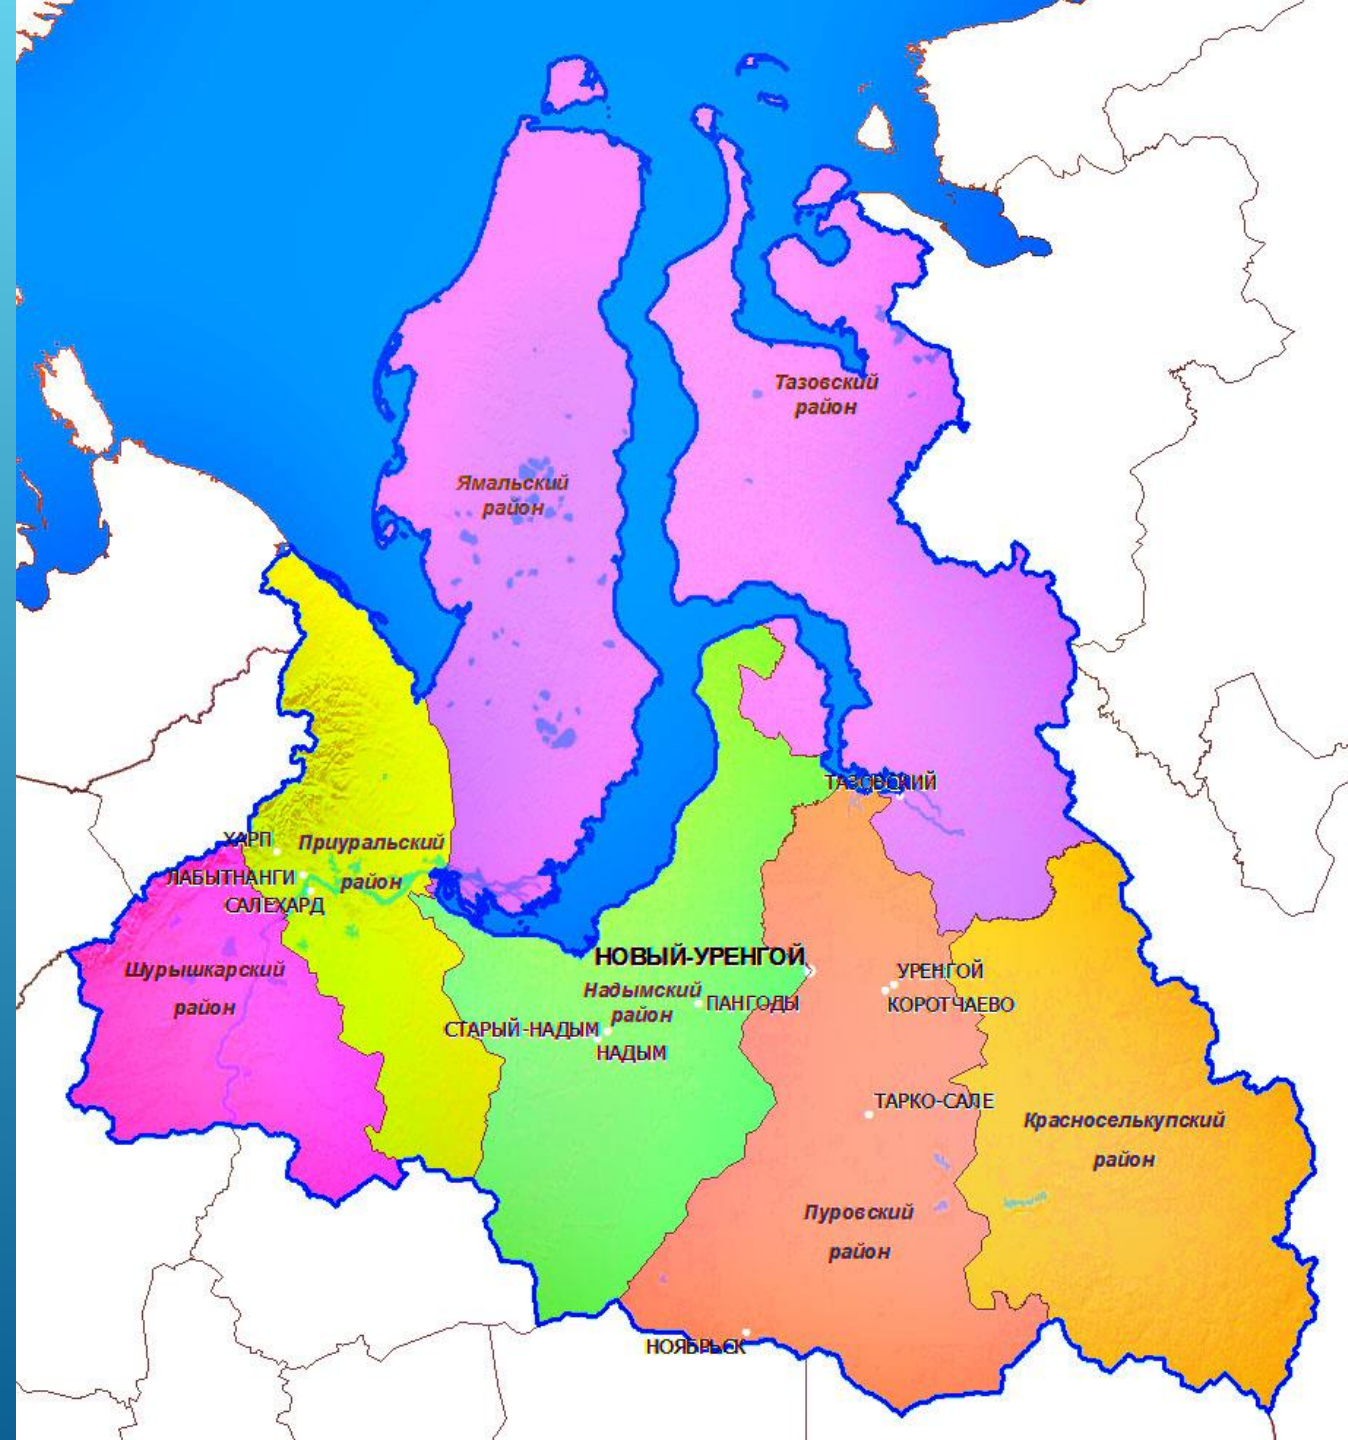 Тазовский
район
Ямальский
район
ТАЗОВСКИЙ
ХАРП
Приуральский
район
ЛАБЫТНАНГИ
САЛЕХАРД
Шурышкарский
район
НОВЫЙ-УРЕНГОЙ
Надымский
район
ПАНГОДЫ
СТАРЫЙ-НАДЫМ
НАДЫМ
УРЕНГОЙ
КОРОТЧАЕВО
ТАРКО-САЛЕ
Красноселькупский
район
Пуровский
район
НОЯБРЬСК